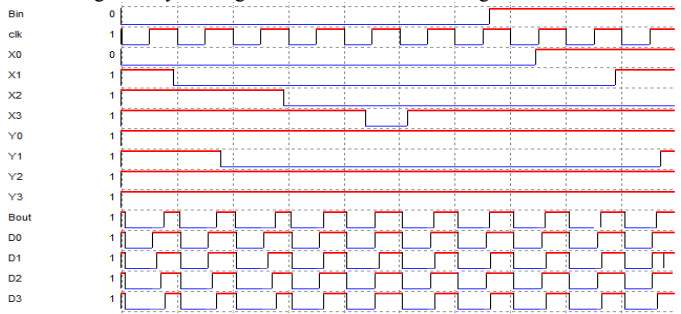 Bin 0
clk 1
X0 0
X1 1
X2 1
X3 1
Y0 1
Y1 1
Y2 1
Y3 1
Bout 1
D0 1
D1 1
D2 1
D3 1